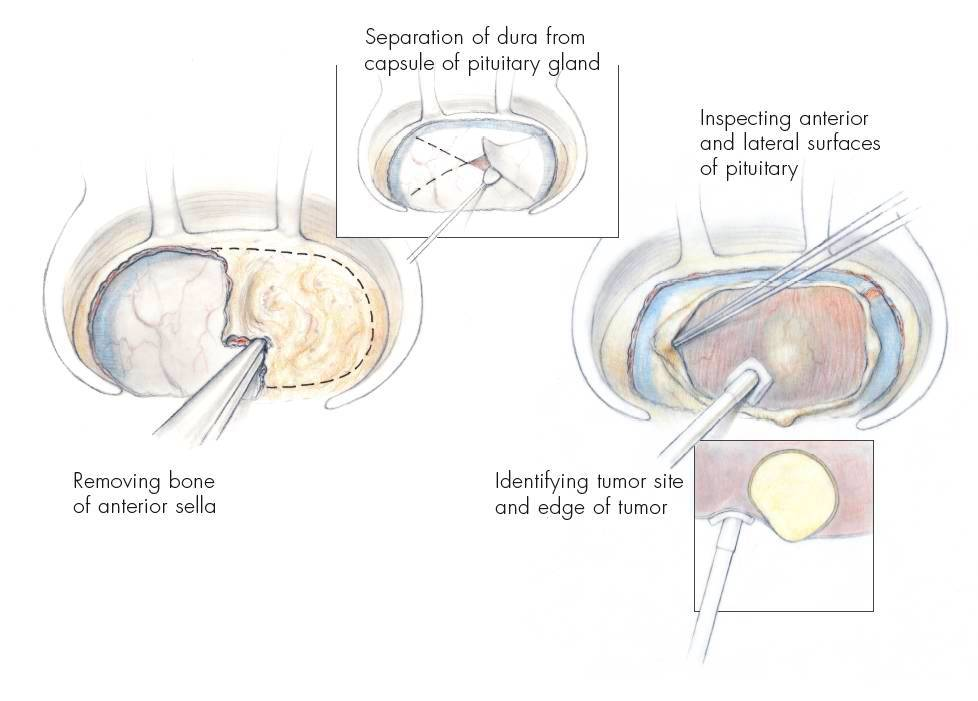 Separation of dura from
capsule of pituitary gland
Inspecting anterior
and lateral surfaces
of pituitary
Removing bone
of anterior sella
Identifying tumor site
and edge of tumor